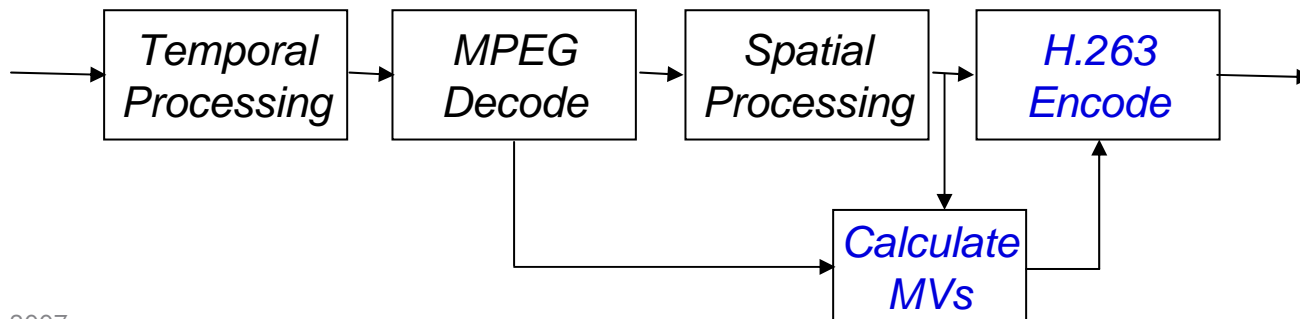 Temporal
Processing
MPEG
Decode
Spatial
Processing
H.263
Encode
Calculate
MVs